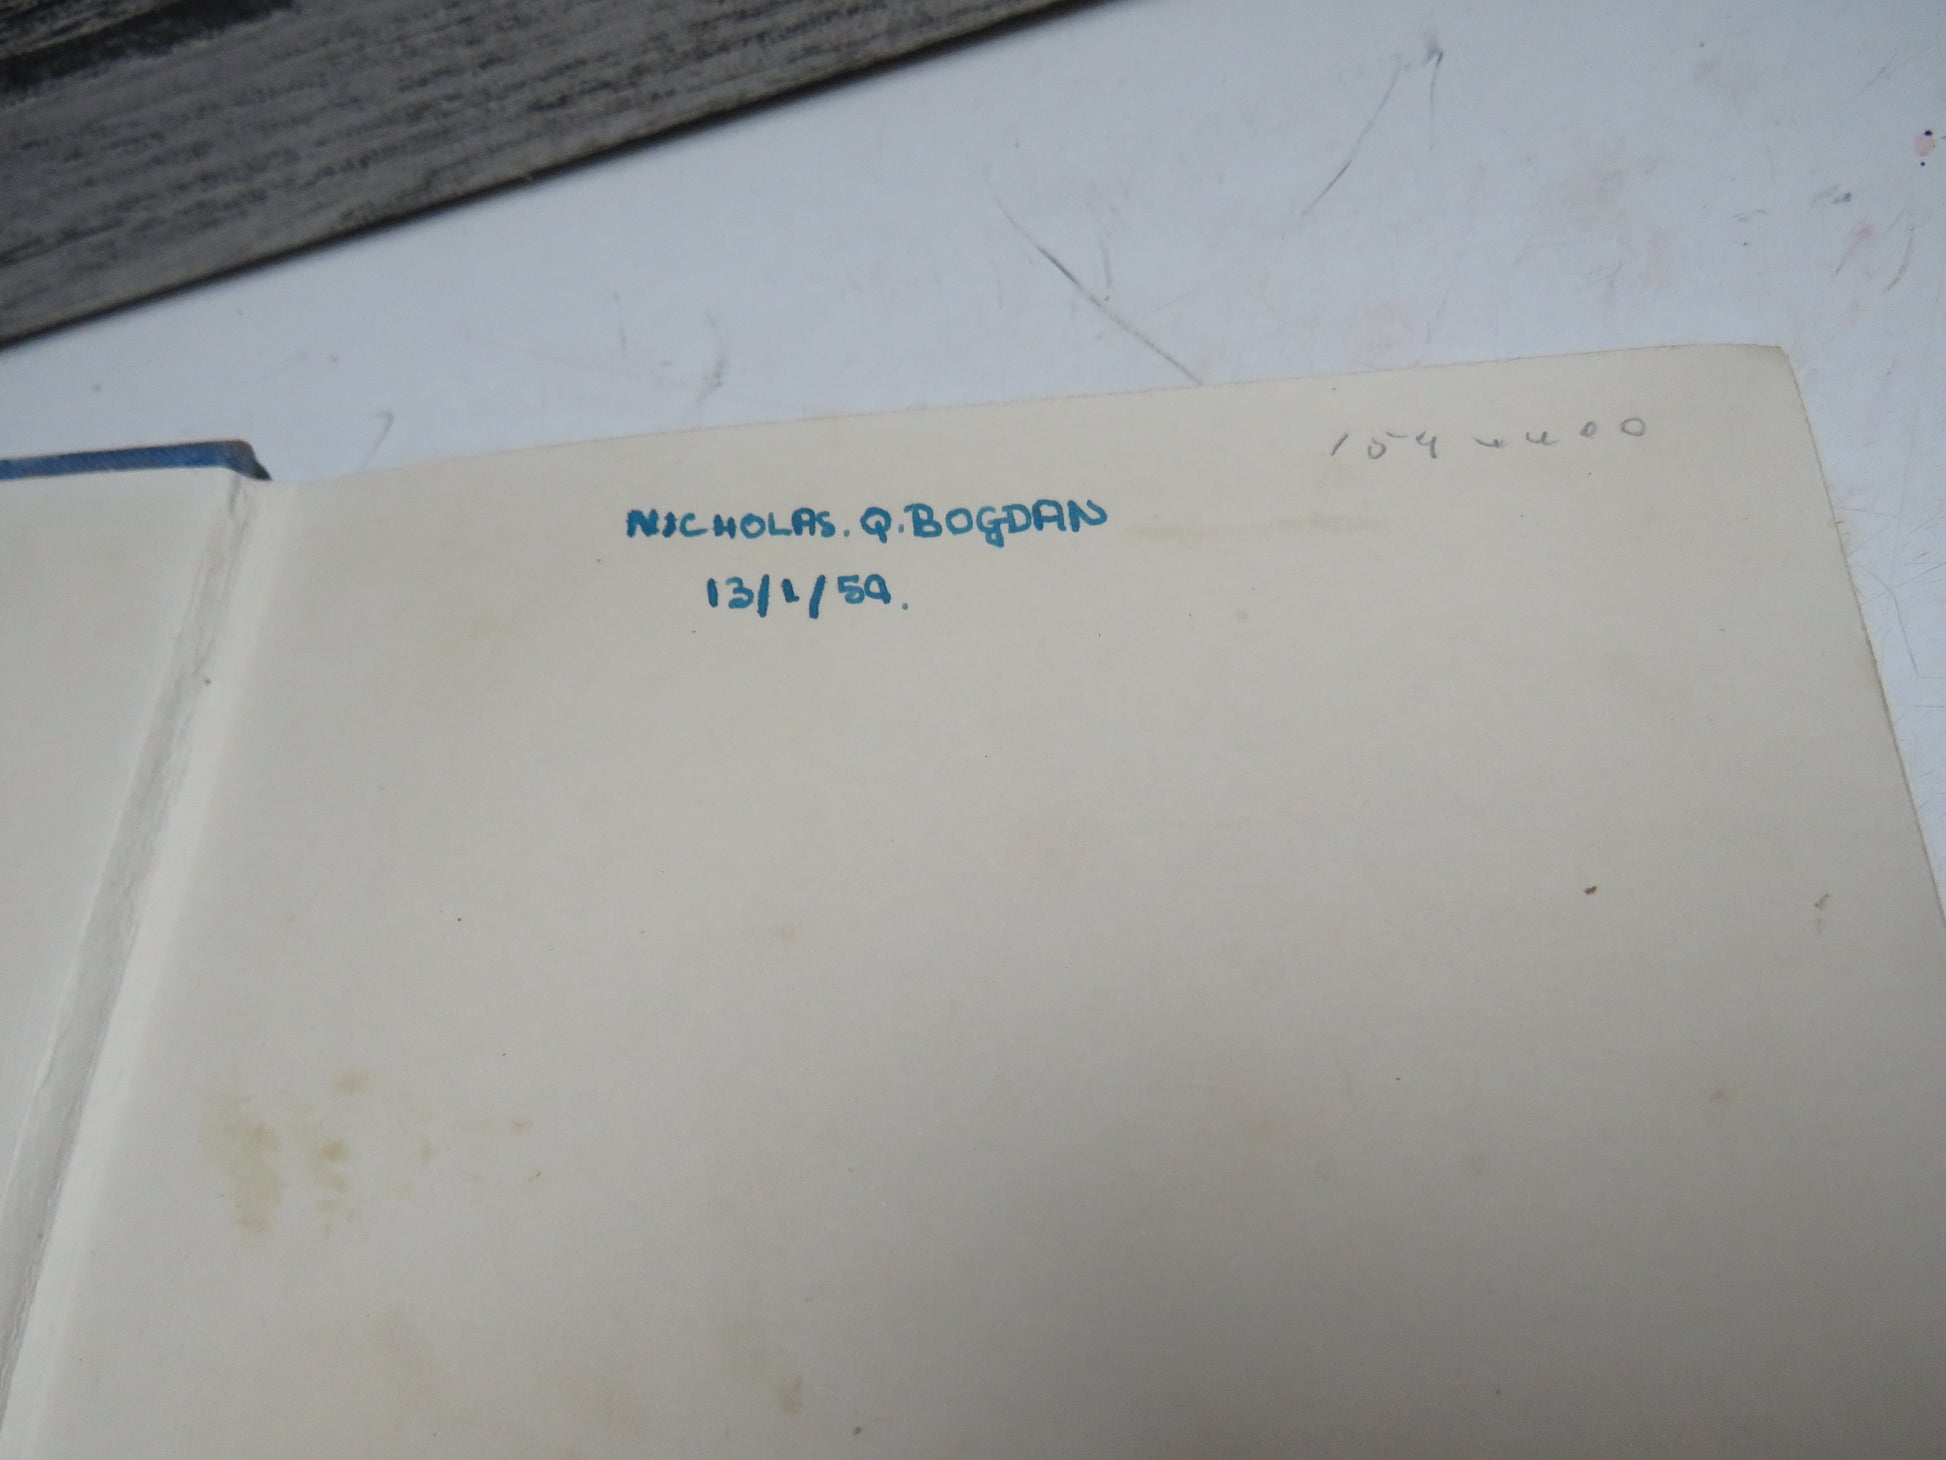 NICHOLAS. Q. BOGDAN
13/1/59.